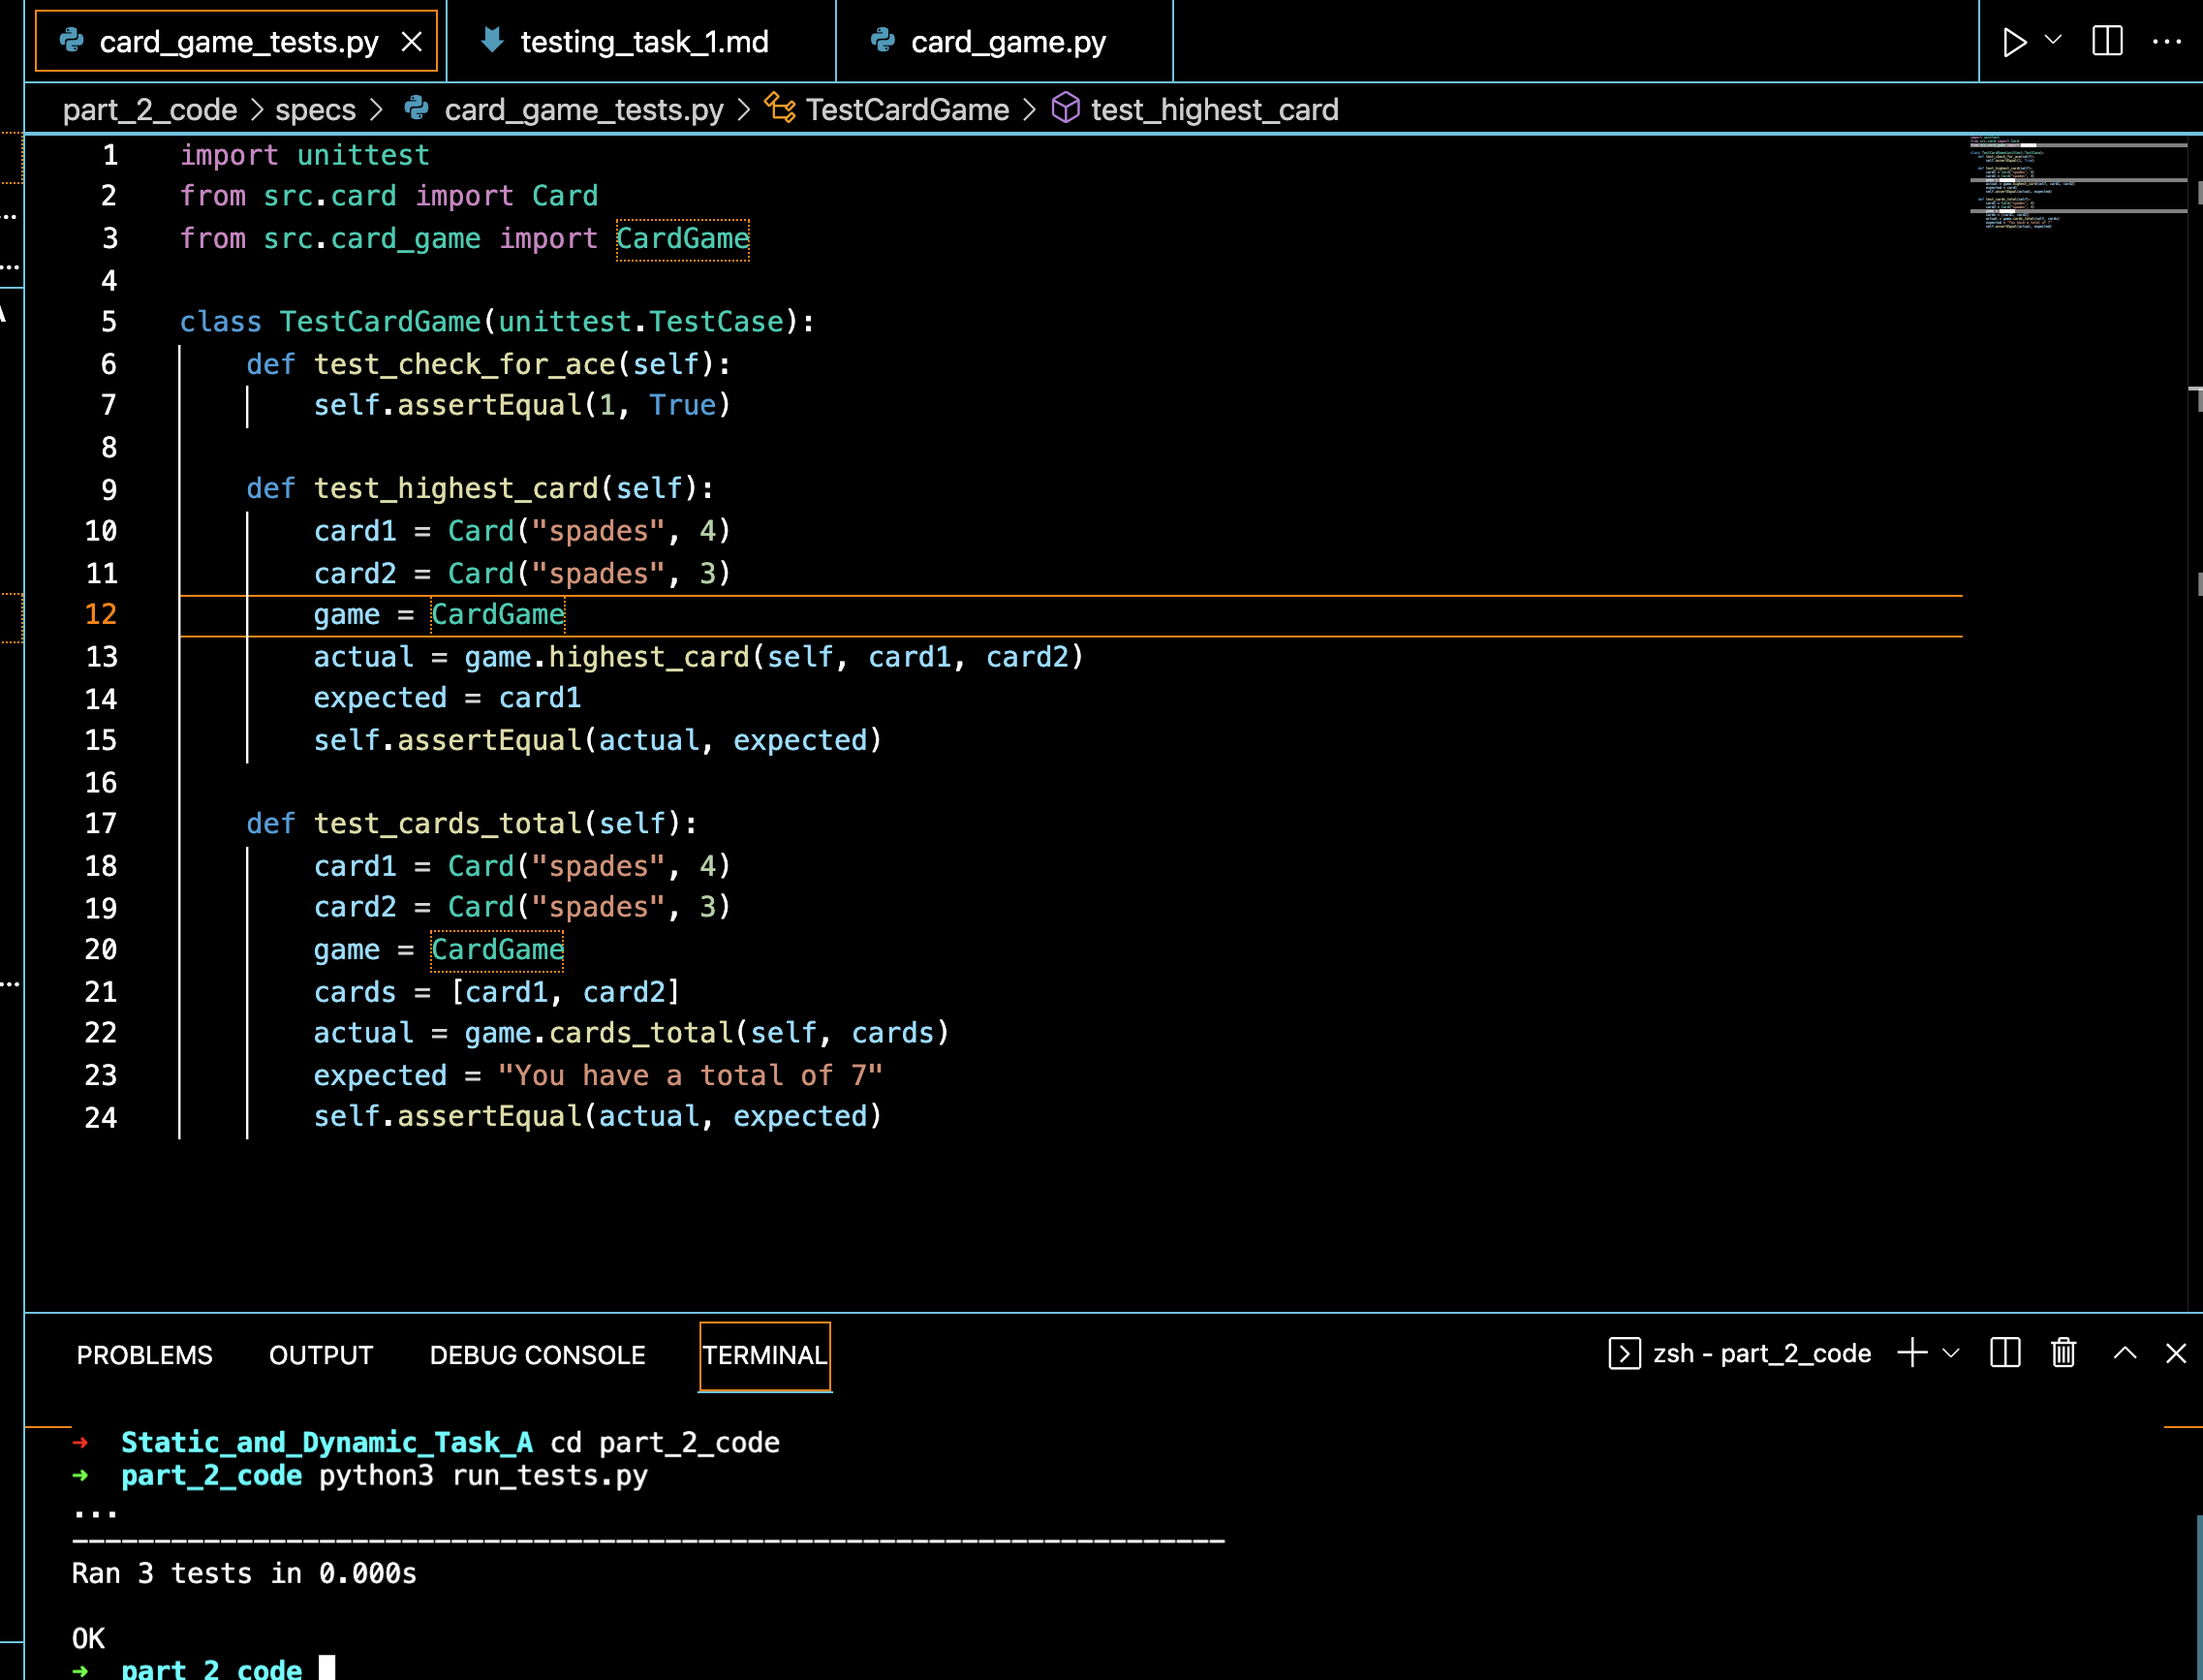 card_game_tests.py testing_task_1.md card_game.py
part_2_code > specs > card_game_tests.py > TestCardGame > test_highest_card
1 import unittest
2 from src.card import Card
3 from src.card_game import CardGame
4
5 class TestCardGame(unittest.TestCase):
6     def test_check_for_ace(self):
7         self.assertEqual(1, True)
8
9     def test_highest_card(self):
10         card1 = Card("spades", 4)
11         card2 = Card("spades", 3)
12         game = CardGame
13         actual = game.highest_card(self, card1, card2)
14         expected = card1
15         self.assertEqual(actual, expected)
16
17     def test_cards_total(self):
18         card1 = Card("spades", 4)
19         card2 = Card("spades", 3)
20         game = CardGame
21         cards = [card1, card2]
22         actual = game.cards_total(self, cards)
23         expected = "You have a total of 7"
24         self.assertEqual(actual, expected)
PROBLEMS OUTPUT DEBUG CONSOLE TERMINAL zsh - part_2_code
→ Static_and_Dynamic_Task_A cd part_2_code
→ part_2_code python3 run_tests.py
...
----------------------------------------------------------------------
Ran 3 tests in 0.000s
OK
→ part_2_code